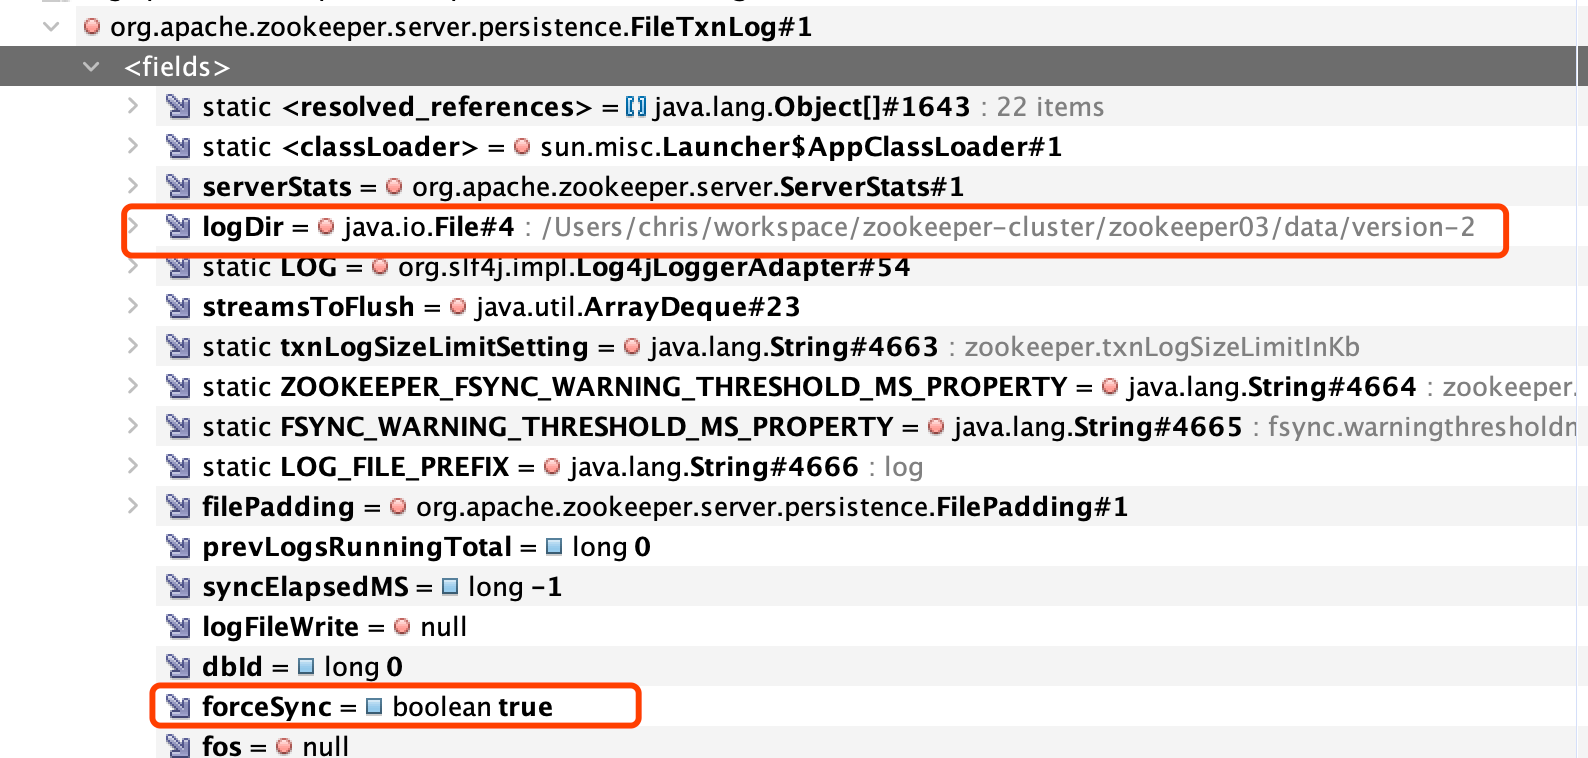 org.apache.zookeeper.server.persistence.FileTxnLog#1
<fields>
static <resolved_references> = java.lang.Object[]#1643 : 22 items
static <classLoader> = sun.misc.Launcher$AppClassLoader#1
serverStats = org.apache.zookeeper.server.ServerStats#1
logDir = java.io.File#4 : /Users/chris/workspace/zookeeper-cluster/zookeeper03/data/version-2
static LOG = org.slf4j.impl.Log4jLoggerAdapter#54
streamsToFlush = java.util.ArrayDeque#23
static txnLogSizeLimitSetting = java.lang.String#4663 : zookeeper.txnLogSizeLimitInKb
static ZOOKEEPER_FSYNC_WARNING_THRESHOLD_MS_PROPERTY = java.lang.String#4664 : zookeeper.
static FSYNC_WARNING_THRESHOLD_MS_PROPERTY = java.lang.String#4665 : fsync.warningthresholdm
static LOG_FILE_PREFIX = java.lang.String#4666 : log
filePadding = org.apache.zookeeper.server.persistence.FilePadding#1
prevLogsRunningTotal = long 0
syncElapsedMS = long -1
logFileWrite = null
dbId = long 0
forceSync = boolean true
fos = null